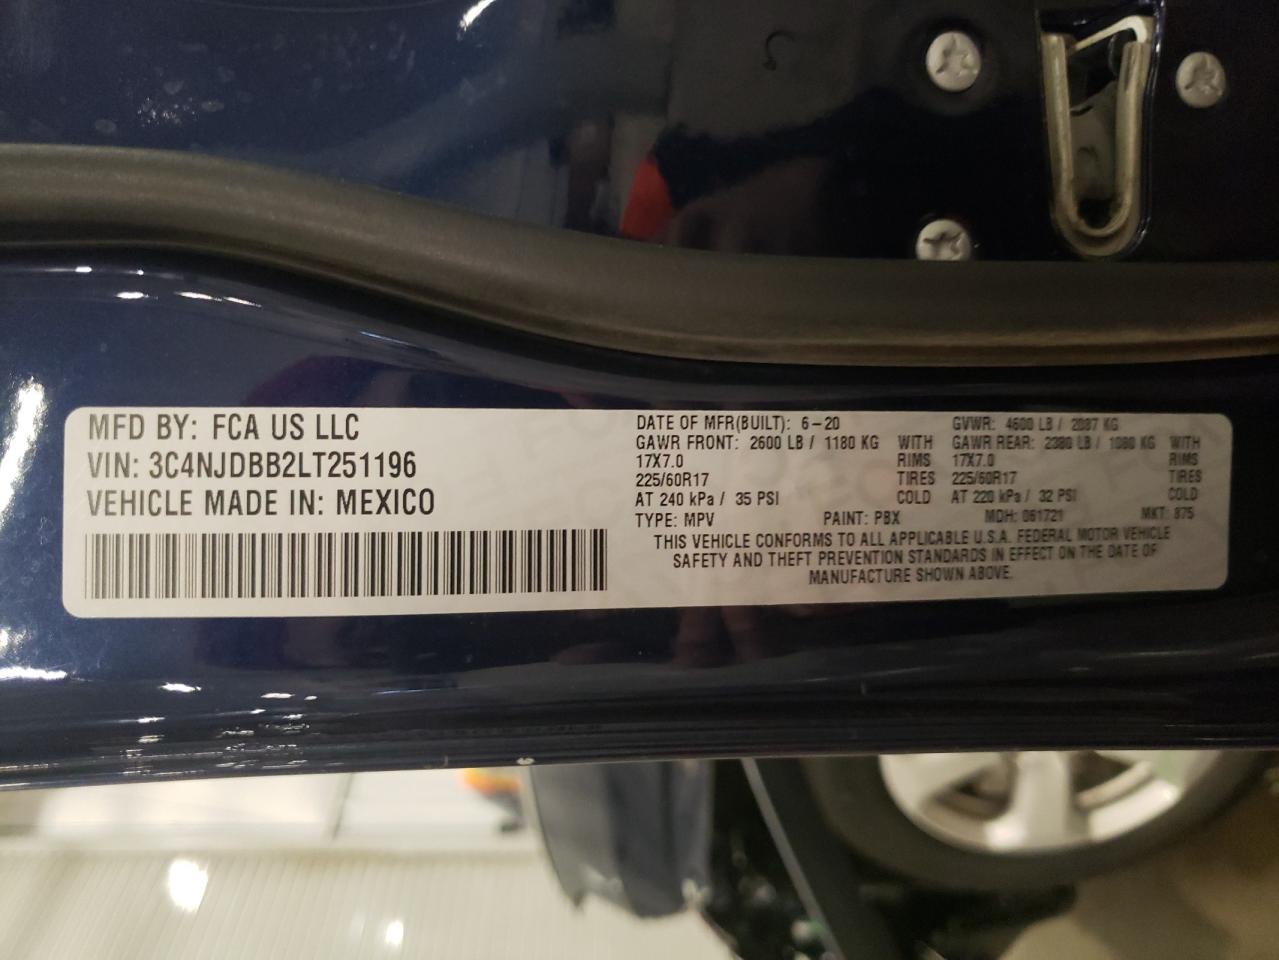 MFD BY: FCA US LLC
VIN: 3C4NJDBB2LT251196
VEHICLE MADE IN: MEXICO
DATE OF MFR(BUILT): 6-20 GVWR: 4600 LB / 2087 KG
GAWR FRONT: 2600 LB / 1180 KG WITH GAWR REAR: 2380 LB / 1080 KG WITH
17X7.0 RIMS 17X7.0 RIMS
225/60R17 TIRES 225/60R17 TIRES
AT 240 kPa / 35 PSI COLD AT 220 kPa / 32 PSI COLD
TYPE: MPV PAINT: PBX MDH: 061721 MKT: 875
THIS VEHICLE CONFORMS TO ALL APPLICABLE U.S.A. FEDERAL MOTOR VEHICLE
SAFETY AND THEFT PREVENTION STANDARDS IN EFFECT ON THE DATE OF
MANUFACTURE SHOWN ABOVE.